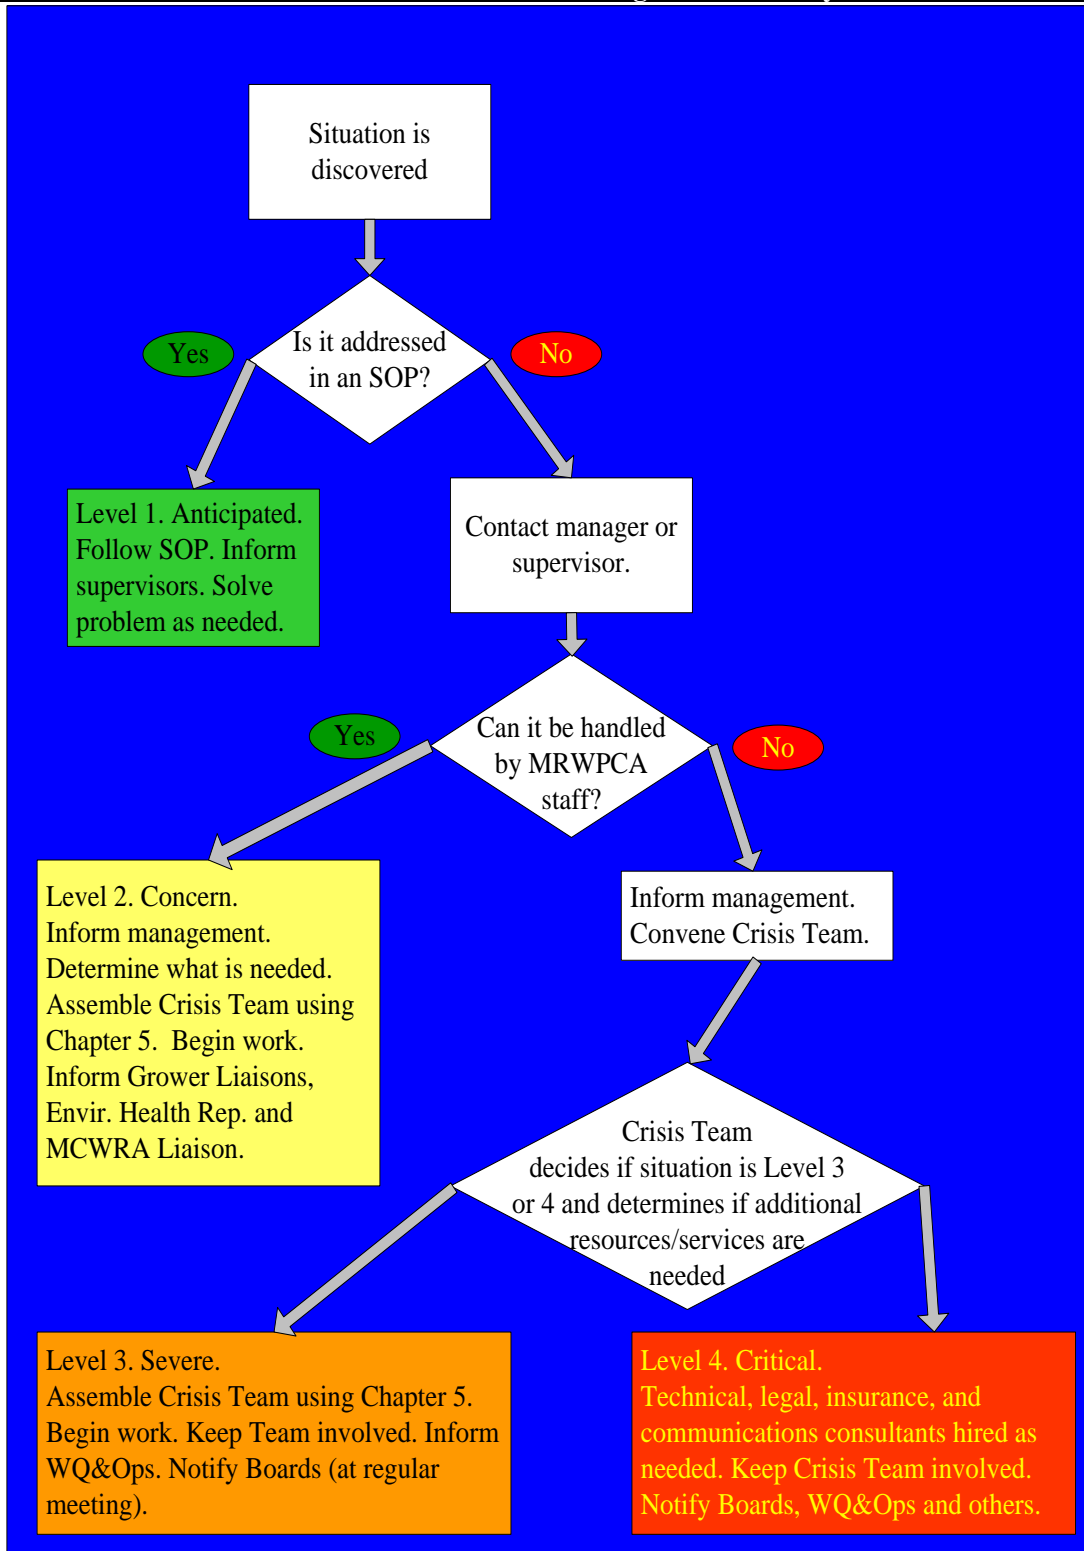 Situation is
discovered
Is it addressed
in an SOP?
Yes
No
Level 1. Anticipated.
Follow SOP. Inform
supervisors. Solve
problem as needed.
Contact manager or
supervisor.
Can it be handled
by MRWPCA
staff?
Yes
No
Level 2. Concern.
Inform management.
Determine what is needed.
Assemble Crisis Team using
Chapter 5. Begin work.
Inform Grower Liaisons,
Envir. Health Rep. and
MCWRA Liaison.
Inform management.
Convene Crisis Team.
Crisis Team
decides if situation is Level 3
or 4 and determines if additional
resources/services are
needed
Level 3. Severe.
Assemble Crisis Team using Chapter 5.
Begin work. Keep Team involved. Inform
WQ&Ops. Notify Boards (at regular
meeting).
Level 4. Critical.
Technical, legal, insurance, and
communications consultants hired as
needed. Keep Crisis Team involved.
Notify Boards, WQ&Ops and others.